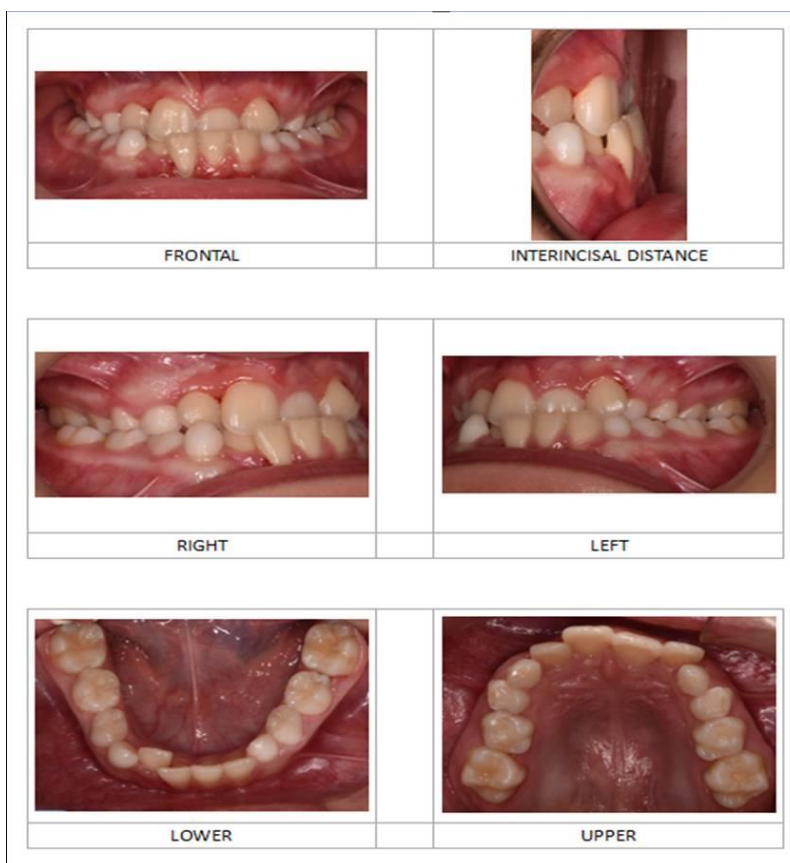 FRONTAL
INTERINCISAL DISTANCE
RIGHT
LEFT
LOWER
UPPER